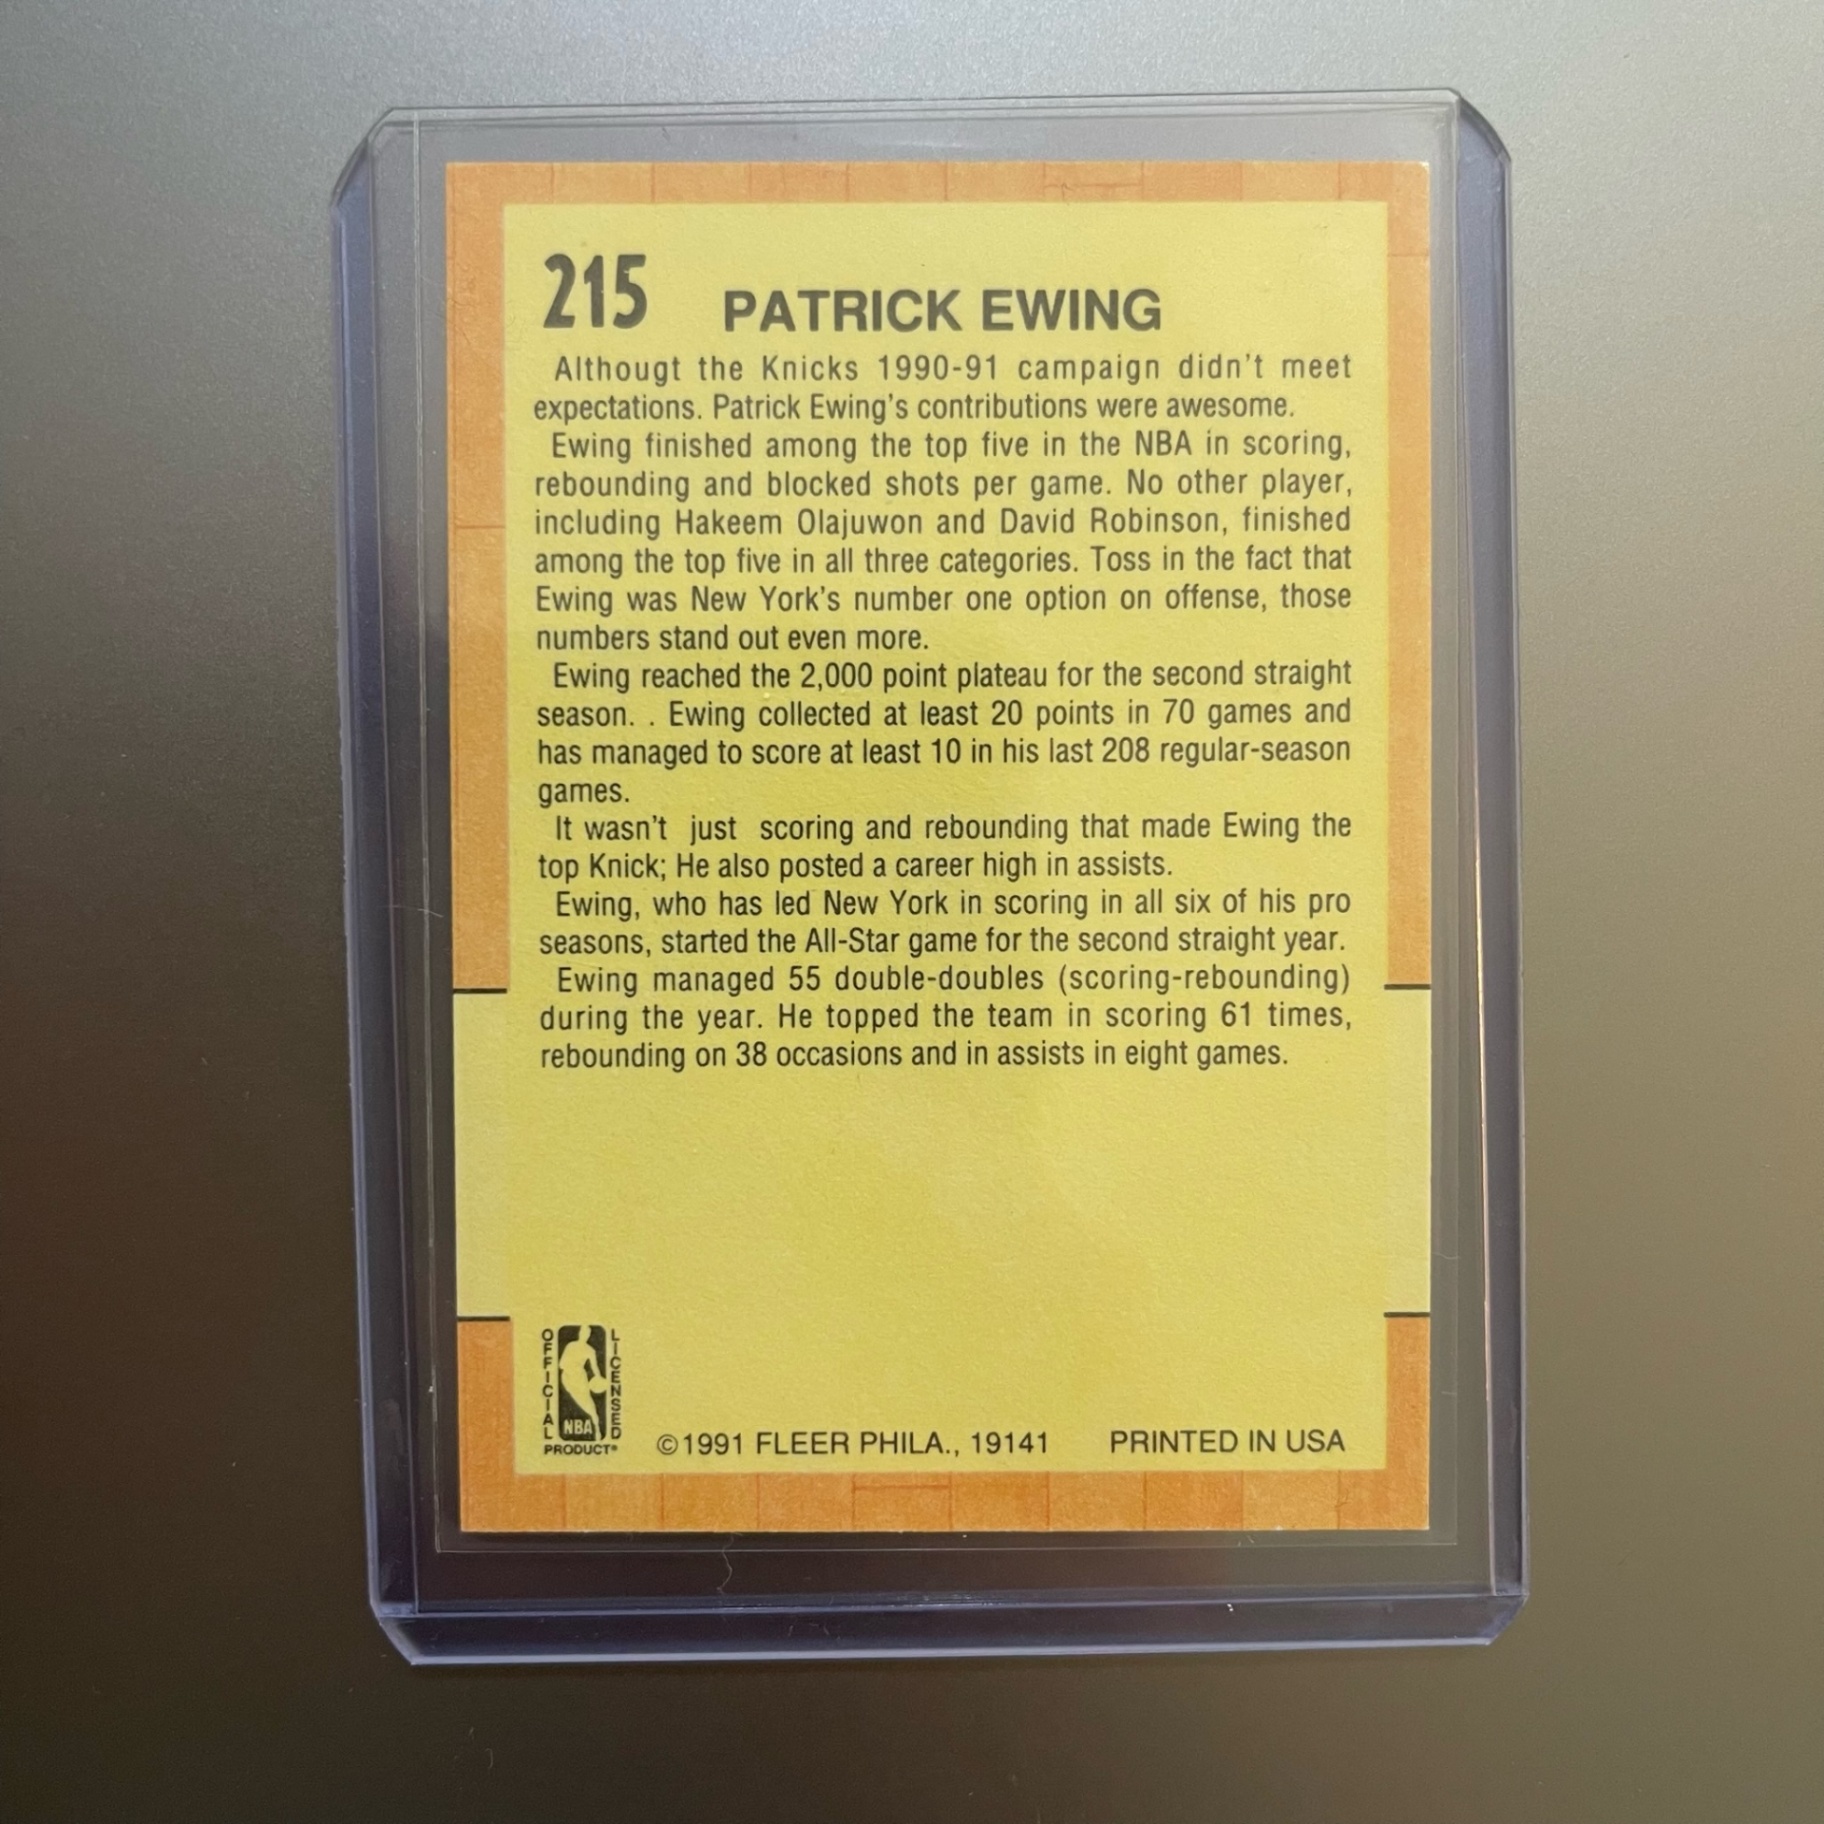 215 PATRICK EWING
Althougt the Knicks 1990-91 campaign didn't meet
expectations. Patrick Ewing's contributions were awesome.
Ewing finished among the top five in the NBA in scoring,
rebounding and blocked shots per game. No other player,
including Hakeem Olajuwon and David Robinson, finished
among the top five in all three categories. Toss in the fact that
Ewing was New York's number one option on offense, those
numbers stand out even more.
Ewing reached the 2,000 point plateau for the second straight
season. . Ewing collected at least 20 points in 70 games and
has managed to score at least 10 in his last 208 regular-season
games.
It wasn't just scoring and rebounding that made Ewing the
top Knick; He also posted a career high in assists.
Ewing, who has led New York in scoring in all six of his pro
seasons, started the All-Star game for the second straight year.
Ewing managed 55 double-doubles (scoring-rebounding)
during the year. He topped the team in scoring 61 times,
rebounding on 38 occasions and in assists in eight games.
OFFICIAL
NBA
LICENSED
PRODUCT®
©1991 FLEER PHILA., 19141 PRINTED IN USA